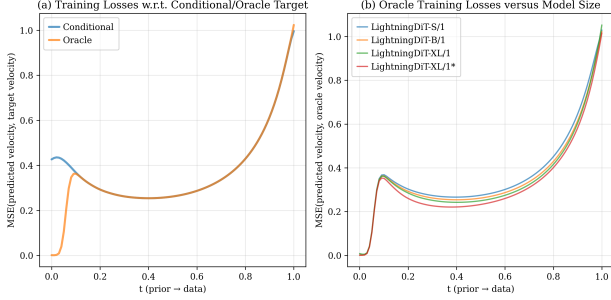 (a) Training Losses w.r.t. Conditional/Oracle Target
MSE(predicted velocity, target velocity)
1.0
0.8
0.6
0.4
0.2
0.0
Conditional
Oracle
0.0 0.2 0.4 0.6 0.8 1.0
t (prior → data)
(b) Oracle Training Losses versus Model Size
MSE(predicted velocity, oracle velocity)
1.0
0.8
0.6
0.4
0.2
0.0
LightningDiT-S/1
LightningDiT-B/1
LightningDiT-XL/1
LightningDiT-XL/1*
0.0 0.2 0.4 0.6 0.8 1.0
t (prior → data)